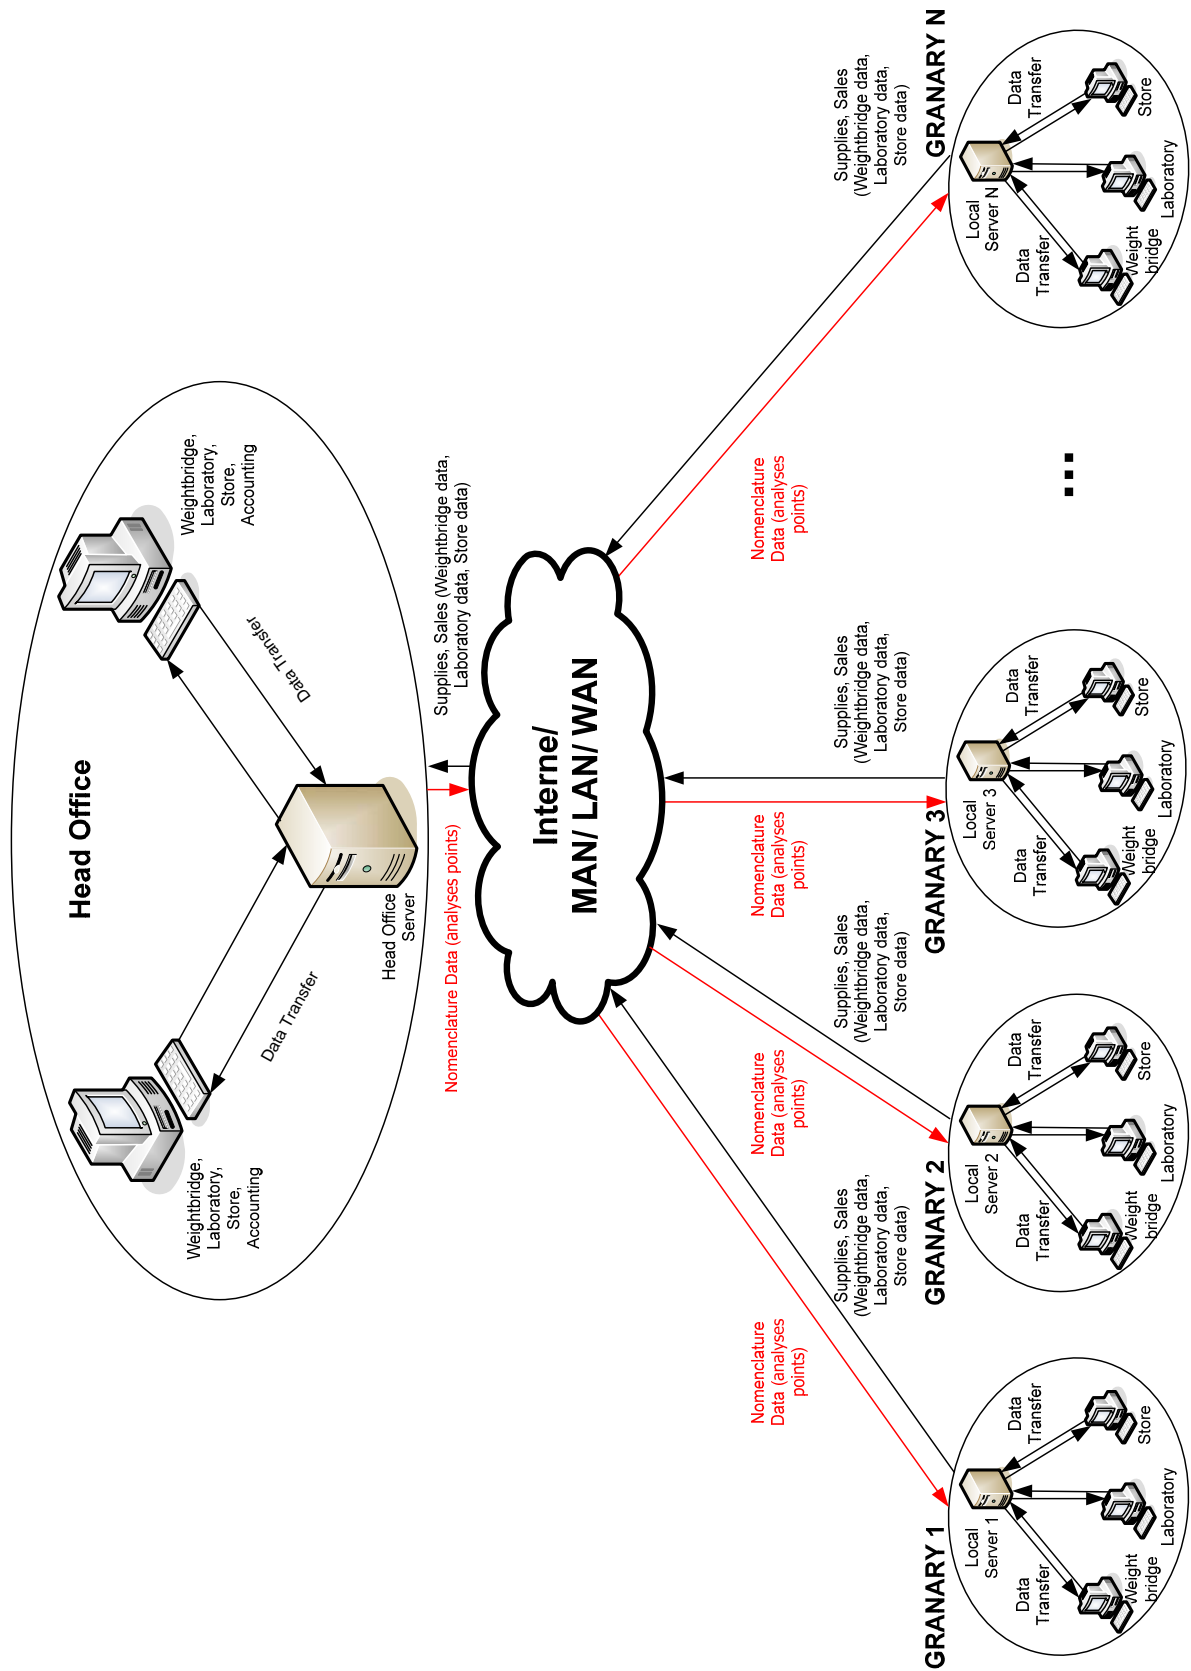 Head Office
Weightbridge,
Laboratory,
Store,
Accounting
Weightbridge,
Laboratory,
Store,
Accounting
Data Transfer
Data Transfer
Head Office
Server
Nomenclature Data (analyses points)
Supplies, Sales (Weightbridge data,
Laboratory data, Store data)
Interne/
MAN/ LAN/ WAN
Nomenclature
Data (analyses
points)
Supplies, Sales
(Weightbridge data,
Laboratory data,
Store data)
Nomenclature
Data (analyses
points)
Supplies, Sales
(Weightbridge data,
Laboratory data,
Store data)
Nomenclature
Data (analyses
points)
Supplies, Sales
(Weightbridge data,
Laboratory data,
Store data)
Nomenclature
Data (analyses
points)
Supplies, Sales
(Weightbridge data,
Laboratory data,
Store data)
GRANARY 1
Local
Server 1
Data
Transfer
Data
Transfer
Weight
bridge
Laboratory
Store
GRANARY 2
Local
Server 2
Data
Transfer
Data
Transfer
Weight
bridge
Laboratory
Store
GRANARY 3
Local
Server 3
Data
Transfer
Data
Transfer
Weight
bridge
Laboratory
Store
...
GRANARY N
Local
Server N
Data
Transfer
Data
Transfer
Weight
bridge
Laboratory
Store